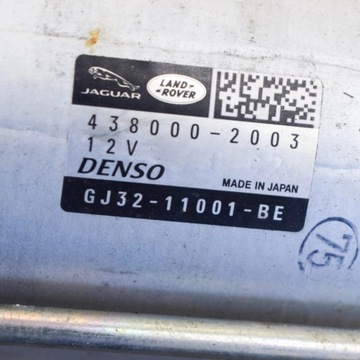 JAGUAR LAND ROVER
438000-2003
12V
DENSO
MADE IN JAPAN
GJ32-11001-BE
75